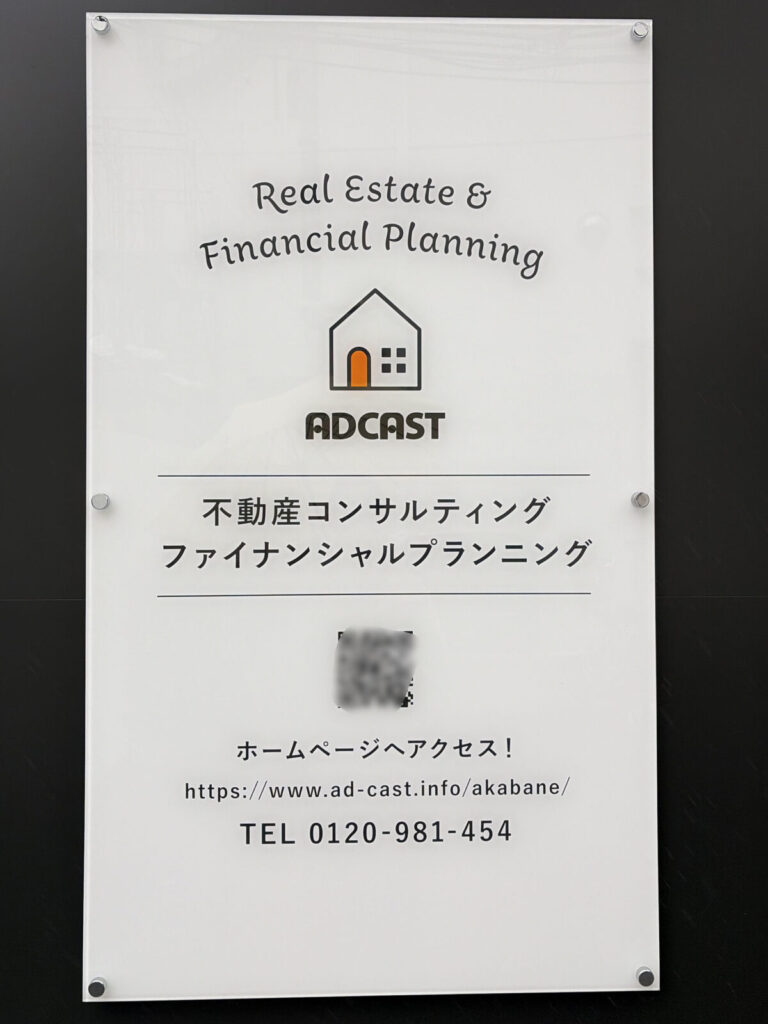 Real Estate &
Financial Planning
ADCAST
不動産コンサルティング
ファイナンシャルプランニング
ホームページへアクセス！
https://www.ad-cast.info/akabane/
TEL 0120-981-454